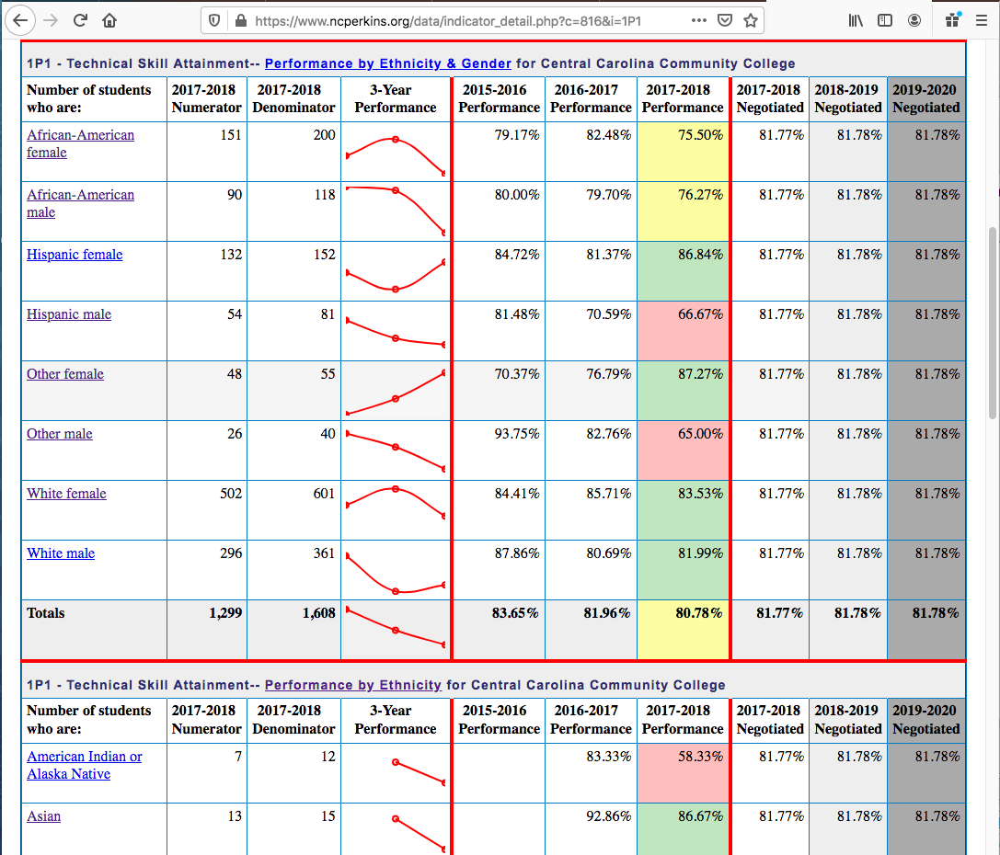 https://www.ncperkins.org/data/indicator_detail.php?c=816&i=1P1
1P1 - Technical Skill Attainment-- Performance by Ethnicity & Gender for Central Carolina Community College
Number of students who are: 2017-2018 Numerator 2017-2018 Denominator 3-Year Performance 2015-2016 Performance 2016-2017 Performance 2017-2018 Performance 2017-2018 Negotiated 2018-2019 Negotiated 2019-2020 Negotiated
African-American female 151 200 79.17% 82.48% 75.50% 81.77% 81.78% 81.78%
African-American male 90 118 80.00% 79.70% 76.27% 81.77% 81.78% 81.78%
Hispanic female 132 152 84.72% 81.37% 86.84% 81.77% 81.78% 81.78%
Hispanic male 54 81 81.48% 70.59% 66.67% 81.77% 81.78% 81.78%
Other female 48 55 70.37% 76.79% 87.27% 81.77% 81.78% 81.78%
Other male 26 40 93.75% 82.76% 65.00% 81.77% 81.78% 81.78%
White female 502 601 84.41% 85.71% 83.53% 81.77% 81.78% 81.78%
White male 296 361 87.86% 80.69% 81.99% 81.77% 81.78% 81.78%
Totals 1,299 1,608 83.65% 81.96% 80.78% 81.77% 81.78% 81.78%
1P1 - Technical Skill Attainment-- Performance by Ethnicity for Central Carolina Community College
Number of students who are: 2017-2018 Numerator 2017-2018 Denominator 3-Year Performance 2015-2016 Performance 2016-2017 Performance 2017-2018 Performance 2017-2018 Negotiated 2018-2019 Negotiated 2019-2020 Negotiated
American Indian or Alaska Native 7 12 83.33% 58.33% 81.77% 81.78% 81.78%
Asian 13 15 92.86% 86.67% 81.77% 81.78% 81.78%